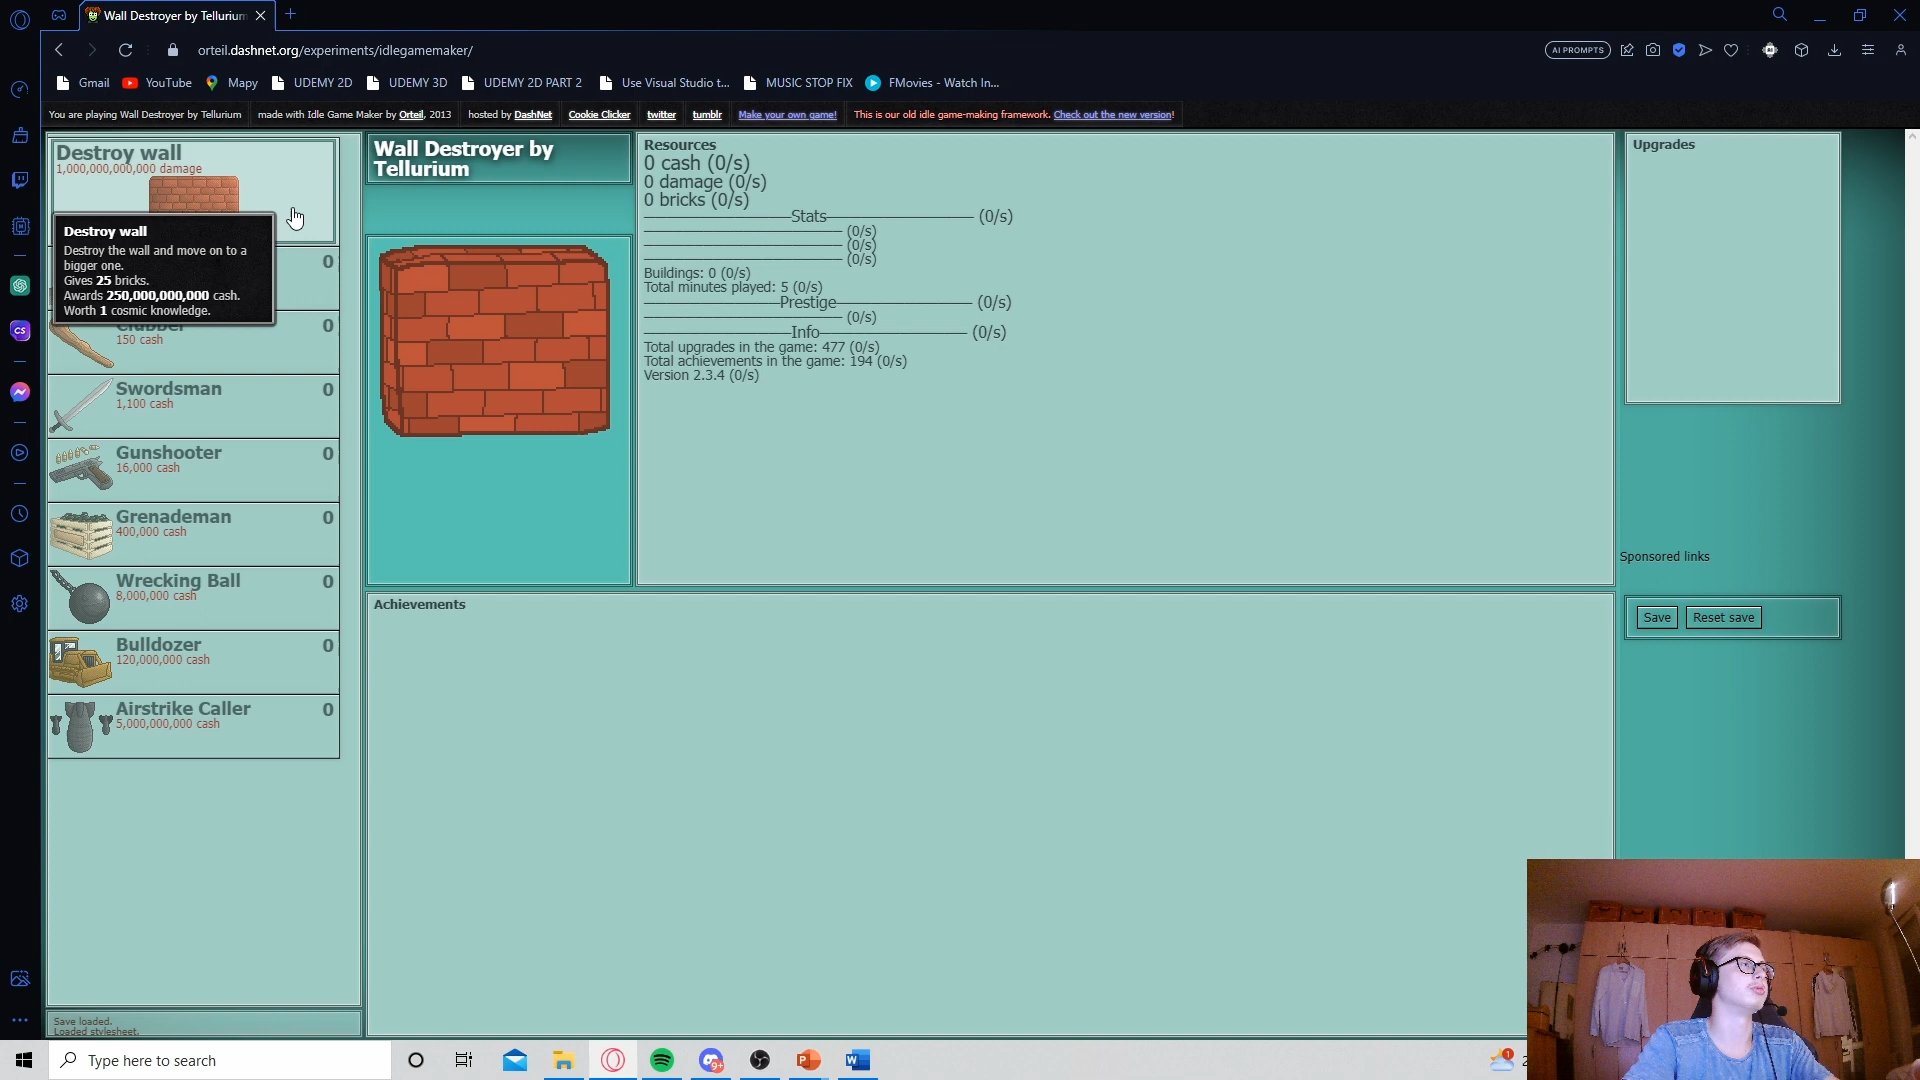 Wall Destroyer by Tellurium
orteil.dashnet.org/experiments/idlegamemaker/
AI PROMPTS
Gmail
YouTube
Mapy
UDEMY 2D
UDEMY 3D
UDEMY 2D PART 2
Use Visual Studio t...
MUSIC STOP FIX
FMovies - Watch In...
You are playing Wall Destroyer by Tellurium
made with Idle Game Maker by Orteil, 2013
hosted by DashNet
Cookie Clicker
twitter
tumblr
Make your own game!
This is our old idle game-making framework. Check out the new version!
Destroy wall
1,000,000,000,000 damage
Destroy wall
Destroy the wall and move on to a
bigger one.
Gives 25 bricks.
Awards 250,000,000,000 cash.
Worth 1 cosmic knowledge.
0
Clubber
150 cash
0
Swordsman
1,100 cash
0
Gunshooter
16,000 cash
0
Grenademan
400,000 cash
0
Wrecking Ball
8,000,000 cash
0
Bulldozer
120,000,000 cash
0
Airstrike Caller
5,000,000,000 cash
0
Save loaded.
Loaded stylesheet.
Wall Destroyer by
Tellurium
Resources
0 cash (0/s)
0 damage (0/s)
0 bricks (0/s)
Stats (0/s)
(0/s)
(0/s)
(0/s)
Buildings: 0 (0/s)
Total minutes played: 5 (0/s)
Prestige (0/s)
(0/s)
Info (0/s)
Total upgrades in the game: 477 (0/s)
Total achievements in the game: 194 (0/s)
Version 2.3.4 (0/s)
Achievements
Upgrades
Sponsored links
Save
Reset save
CS
Type here to search
9+
P
W
1